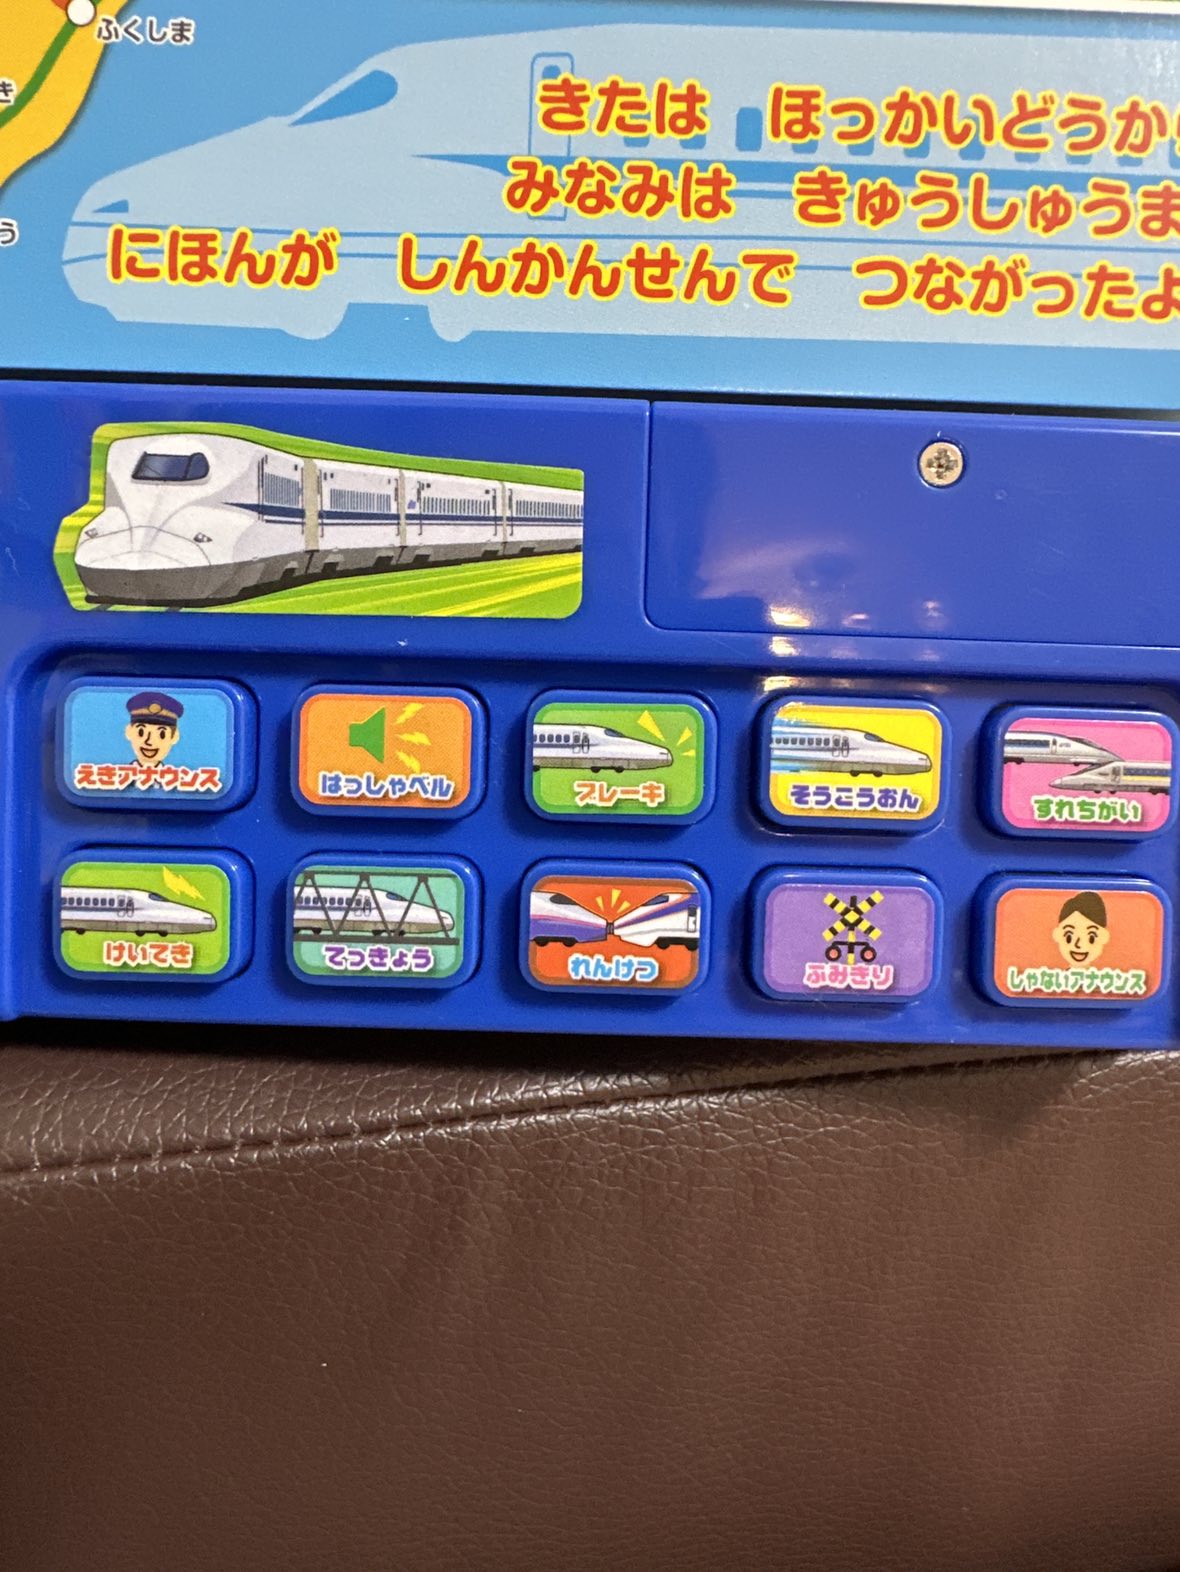 ふくしま
き
う
きたは ほっかいどうか
みなみは きゅうしゅうま
にほんが しんかんせんで つながったよ
えきアナウンス
はっしゃベル
ブレーキ
そうこうおん
すれちがい
けいてき
てっきょう
れんけつ
ふみきり
しゃないアナウンス